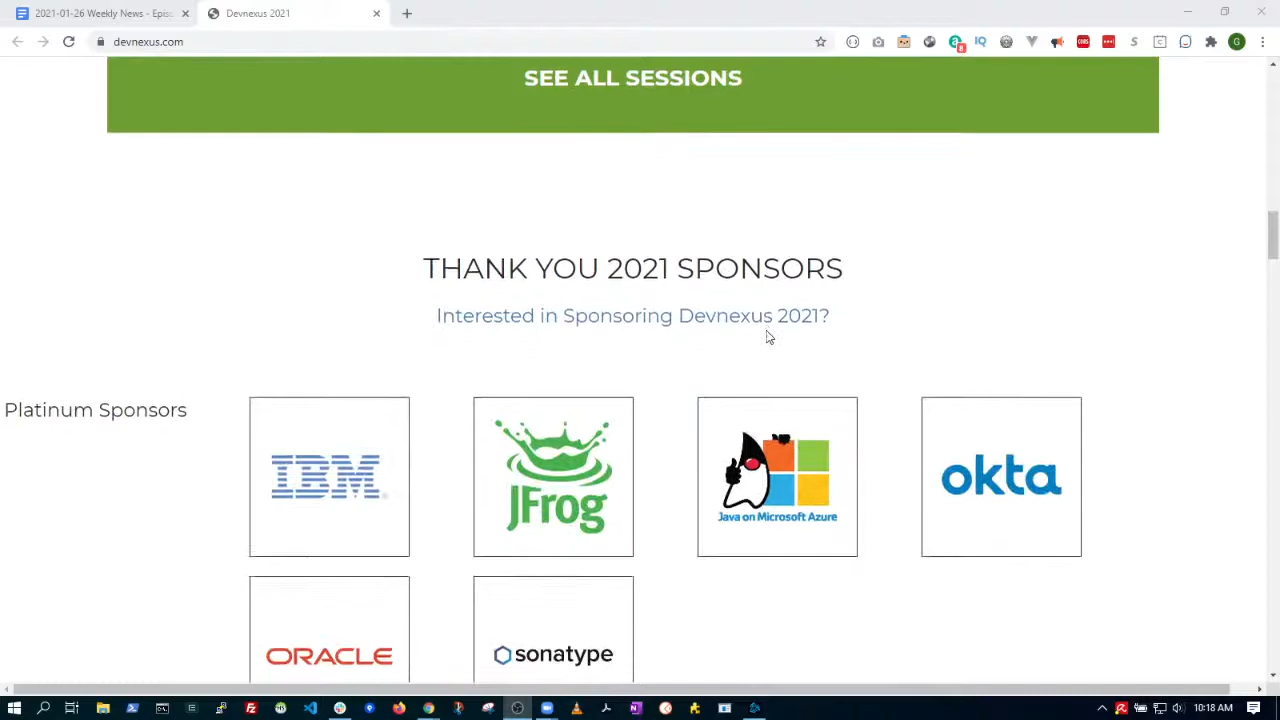 2021-01-26 Weekly News - Epis
Devnexus 2021
devnexus.com
SEE ALL SESSIONS
THANK YOU 2021 SPONSORS
Interested in Sponsoring Devnexus 2021?
Platinum Sponsors
IBM
JFrog
Java on Microsoft Azure
okta
ORACLE
sonatype
10:18 AM